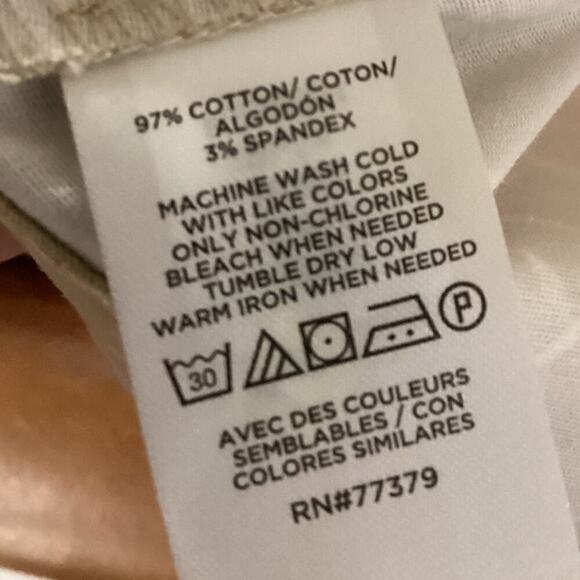 97% COTTON/ COTON/
ALGODÓN
3% SPANDEX
MACHINE WASH COLD
WITH LIKE COLORS
ONLY NON-CHLORINE
BLEACH WHEN NEEDED
TUMBLE DRY LOW
WARM IRON WHEN NEEDED
30 P
AVEC DES COULEURS
SEMBLABLES / CON
COLORES SIMILARES
RN#77379